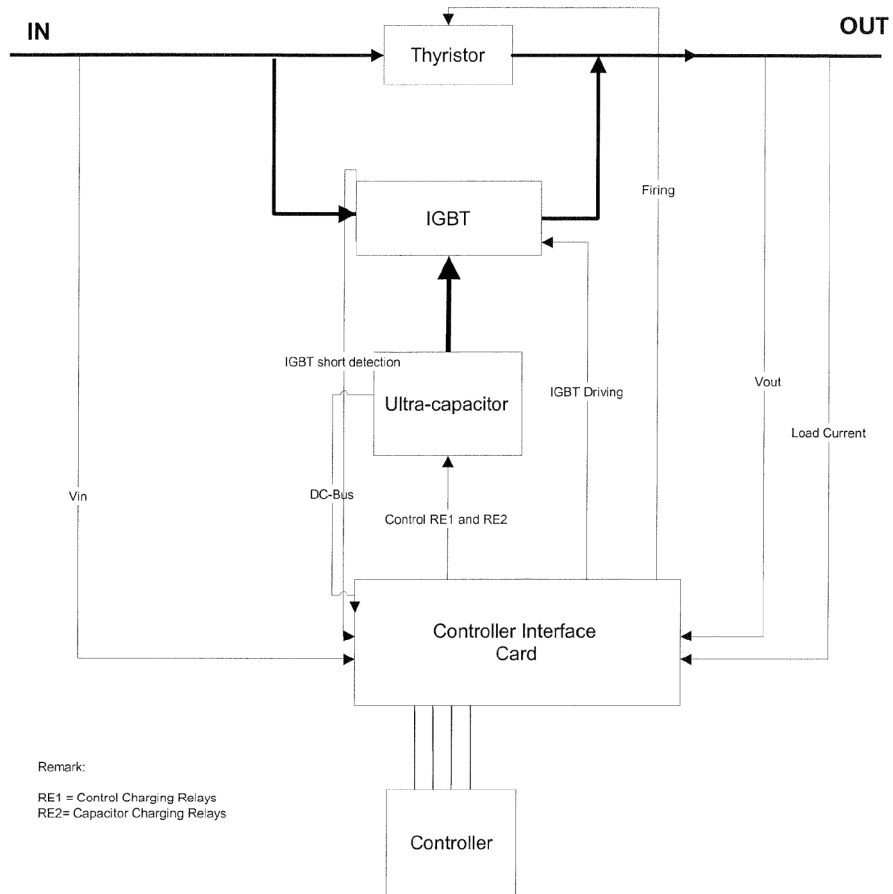 IN
OUT
Thyristor
Firing
IGBT
IGBT short detection
Ultra-capacitor
IGBT Driving
Vout
Load Current
Vin
DC-Bus
Control RE1 and RE2
Controller Interface
Card
Remark:
RE1 = Control Charging Relays
RE2= Capacitor Charging Relays
Controller